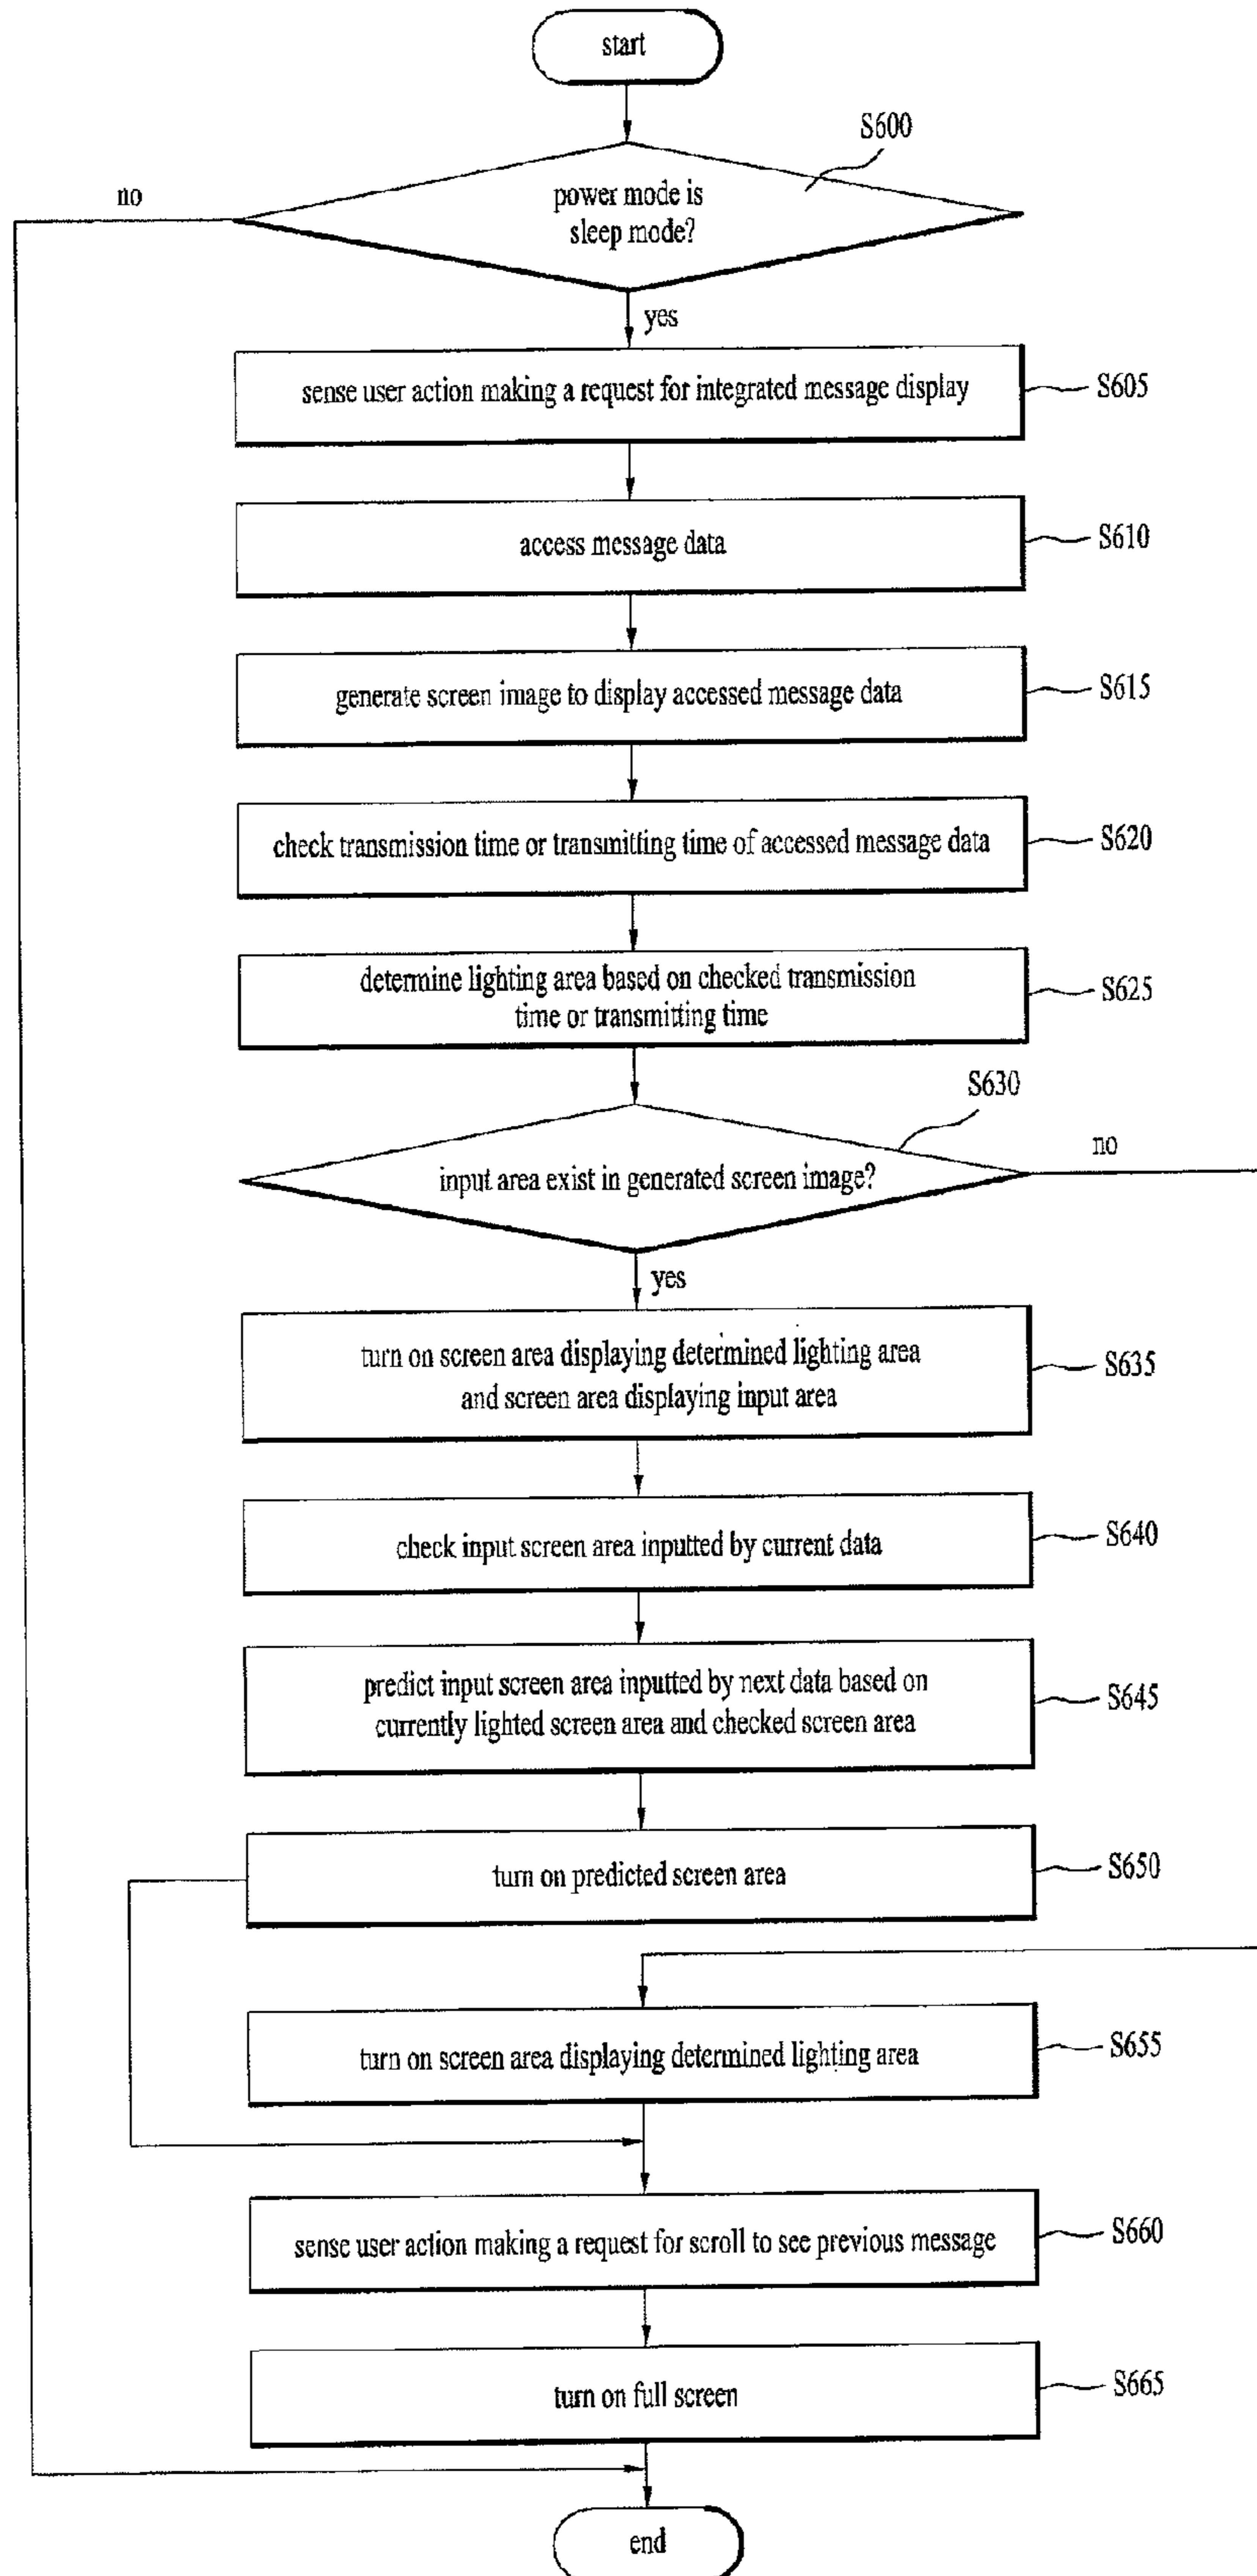 start
S600
no
power mode is
sleep mode?
yes
sense user action making a request for integrated message display
S605
access message data
S610
generate screen image to display accessed message data
S615
check transmission time or transmitting time of accessed message data
S620
determine lighting area based on checked transmission
time or transmitting time
S625
S630
no
input area exist in generated screen image?
yes
turn on screen area displaying determined lighting area
and screen area displaying input area
S635
check input screen area inputted by current data
S640
predict input screen area inputted by next data based on
currently lighted screen area and checked screen area
S645
turn on predicted screen area
S650
turn on screen area displaying determined lighting area
S655
sense user action making a request for scroll to see previous message
S660
turn on full screen
S665
end